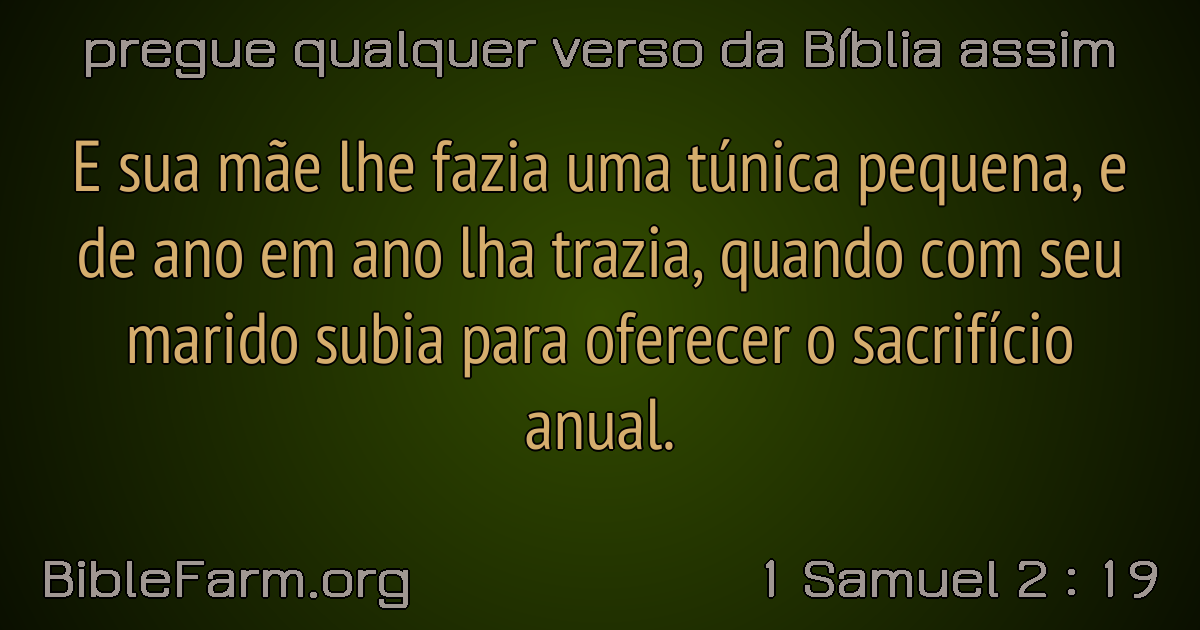 pregue qualquer verso da Bíblia assim
E sua mãe lhe fazia uma túnica pequena, e
de ano em ano lha trazia, quando com seu
marido subia para oferecer o sacrifício
anual.
BibleFarm.org
1 Samuel 2 : 19